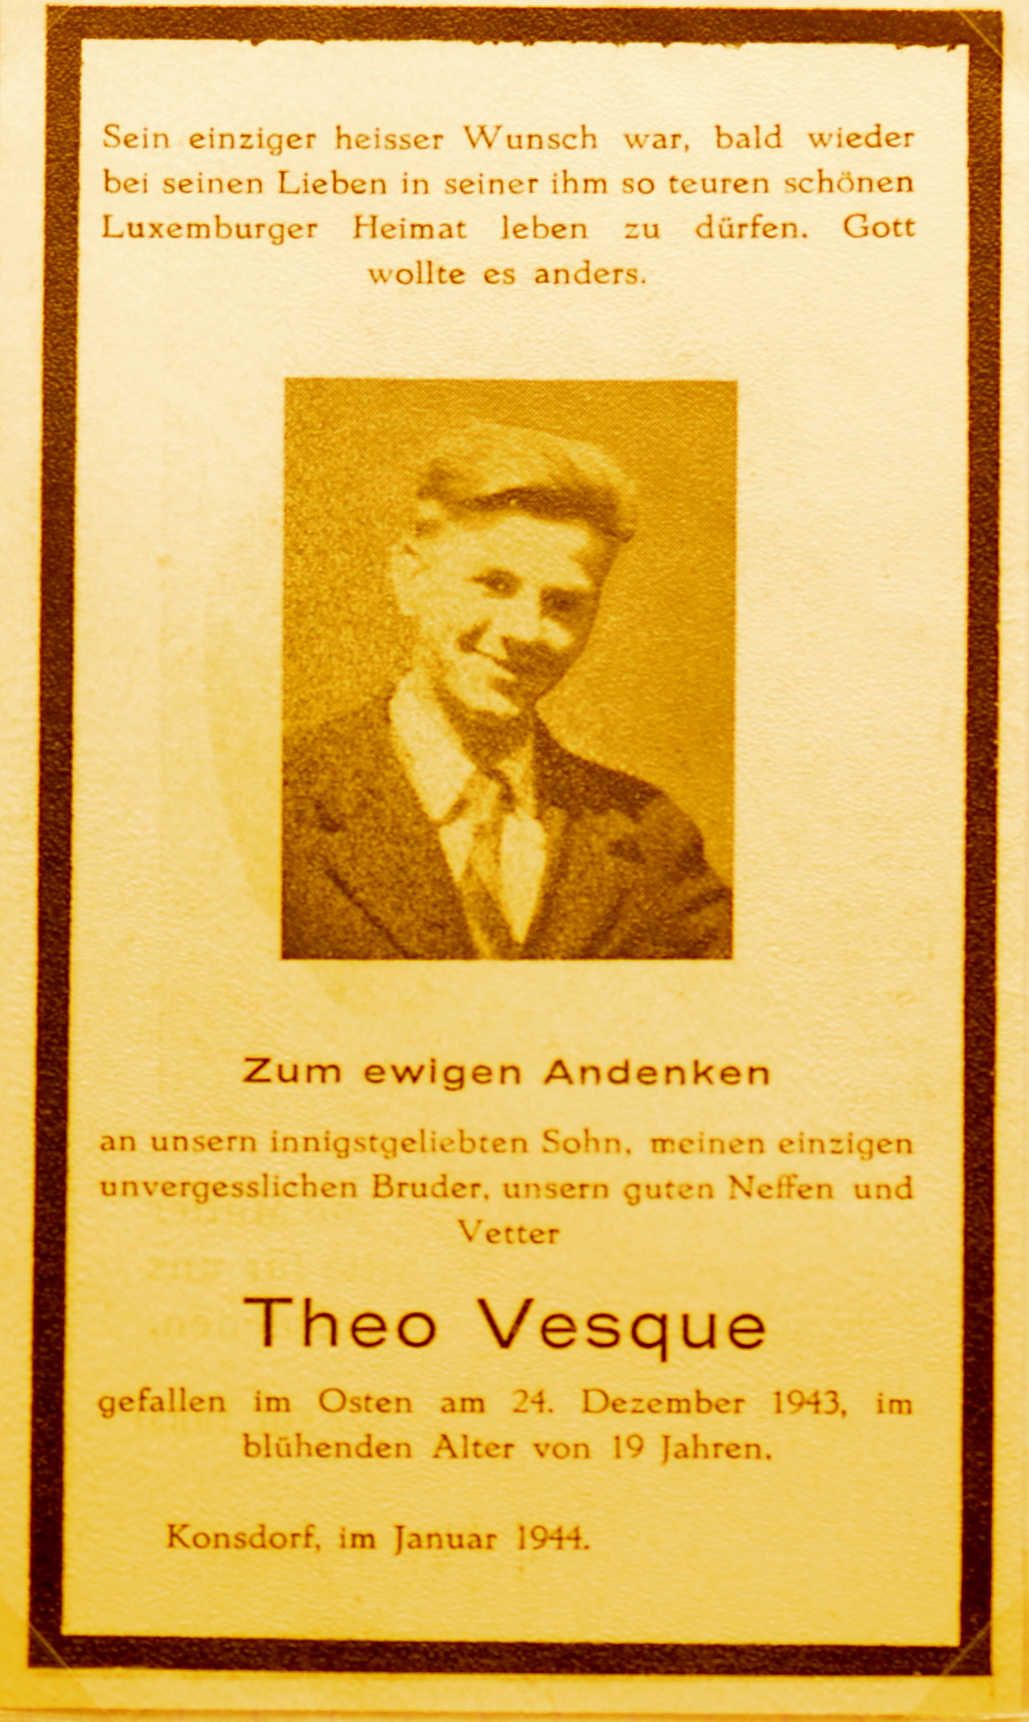 Sein einziger heisser Wunsch war, bald wieder
bei seinen Lieben in seiner ihm so teuren schönen
Luxemburger Heimat leben zu dürfen. Gott
wollte es anders.
Zum ewigen Andenken
an unsern innigstgeliebten Sohn, meinen einzigen
unvergesslichen Bruder, unsern guten Neffen und
Vetter
Theo Vesque
gefallen im Osten am 24. Dezember 1943, im
blühenden Alter von 19 Jahren.
Konsdorf, im Januar 1944.